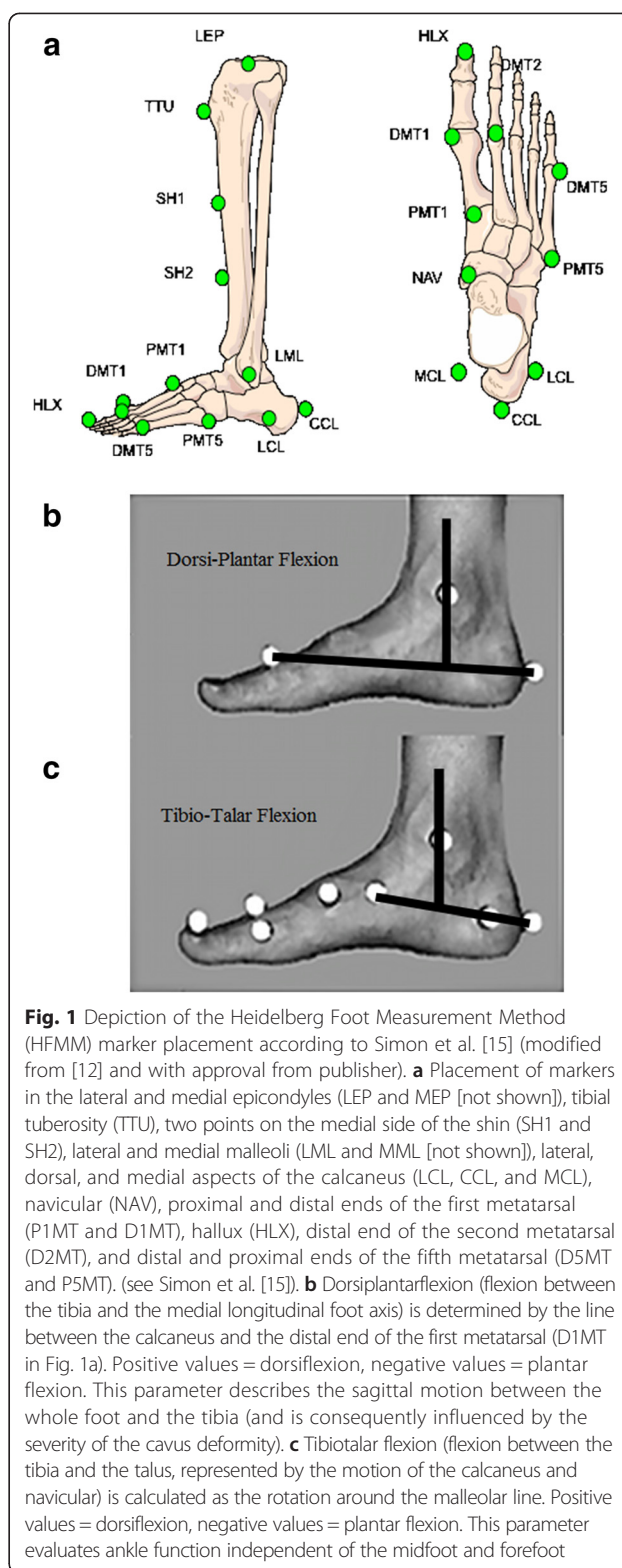 a
LEP
TTU
SH1
SH2
PMT1
LML
DMT1
HLX
DMT5
PMT5
LCL
CCL
HLX
DMT2
DMT1
DMT5
PMT1
NAV
PMT5
MCL
LCL
CCL
b
Dorsi-Plantar Flexion
c
Tibio-Talar Flexion
Fig. 1 Depiction of the Heidelberg Foot Measurement Method
(HFMM) marker placement according to Simon et al. [15] (modified
from [12] and with approval from publisher). a Placement of markers
in the lateral and medial epicondyles (LEP and MEP [not shown]), tibial
tuberosity (TTU), two points on the medial side of the shin (SH1 and
SH2), lateral and medial malleoli (LML and MML [not shown]), lateral,
dorsal, and medial aspects of the calcaneus (LCL, CCL, and MCL),
navicular (NAV), proximal and distal ends of the first metatarsal
(P1MT and D1MT), hallux (HLX), distal end of the second metatarsal
(D2MT), and distal and proximal ends of the fifth metatarsal (D5MT
and P5MT). (see Simon et al. [15]). b Dorsiplantarflexion (flexion between
the tibia and the medial longitudinal foot axis) is determined by the line
between the calcaneus and the distal end of the first metatarsal (D1MT
in Fig. 1a). Positive values = dorsiflexion, negative values = plantar
flexion. This parameter describes the sagittal motion between the
whole foot and the tibia (and is consequently influenced by the
severity of the cavus deformity). c Tibiotalar flexion (flexion between the
tibia and the talus, represented by the motion of the calcaneus and
navicular) is calculated as the rotation around the malleolar line. Positive
values = dorsiflexion, negative values = plantar flexion. This parameter
evaluates ankle function independent of the midfoot and forefoot